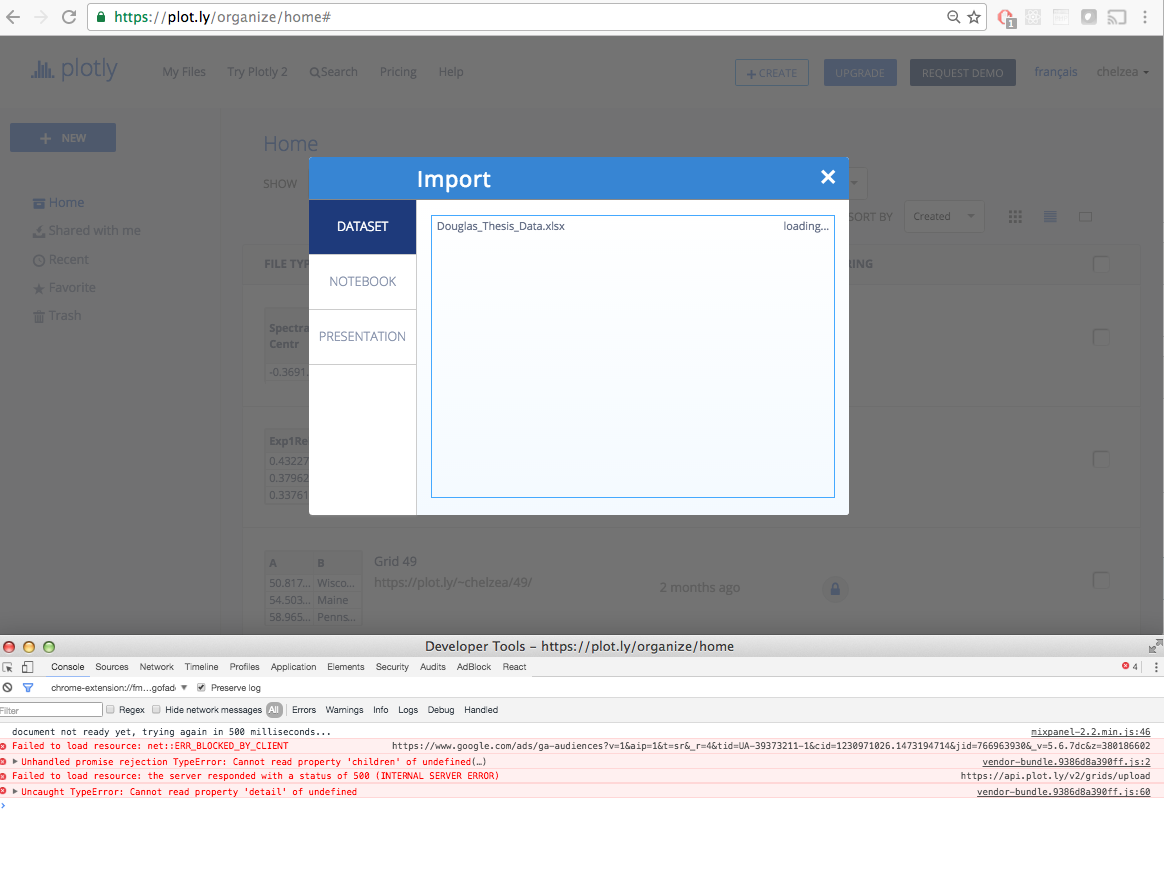 https://plot.ly/organize/home#
1
plotly My Files Try Plotly 2 Search Pricing Help + CREATE UPGRADE REQUEST DEMO français chelzea
+ NEW
Home
Shared with me
Recent
Favorite
Trash
Home
SHOW
SORT BY Created
FILE TYP
ING
Import ×
DATASET
NOTEBOOK
PRESENTATION
Douglas_Thesis_Data.xlsx loading...
Spectra
Centr
-0.3691.
Exp1Re
0.43227
0.37962
0.33761
A B
50.817... Wisco...
54.503... Maine
58.965... Penns...
Grid 49
https://plot.ly/~chelzea/49/
2 months ago
Developer Tools - https://plot.ly/organize/home
Console Sources Network Timeline Profiles Application Elements Security Audits AdBlock React 4
chrome-extension://fm...gofad Preserve log
Filter Regex Hide network messages All Errors Warnings Info Logs Debug Handled
document not ready yet, trying again in 500 milliseconds... mixpanel-2.2.min.js:46
Failed to load resource: net::ERR_BLOCKED_BY_CLIENT https://www.google.com/ads/ga-audiences?v=1&aip=1&t=sr&_r=4&tid=UA-39373211-1&cid=1230971026.1473194714&jid=766963930&_v=5.6.7dc&z=380186602
Unhandled promise rejection TypeError: Cannot read property 'children' of undefined(…) vendor-bundle.9386d8a390ff.js:2
Failed to load resource: the server responded with a status of 500 (INTERNAL SERVER ERROR) https://api.plot.ly/v2/grids/upload
Uncaught TypeError: Cannot read property 'detail' of undefined vendor-bundle.9386d8a390ff.js:60